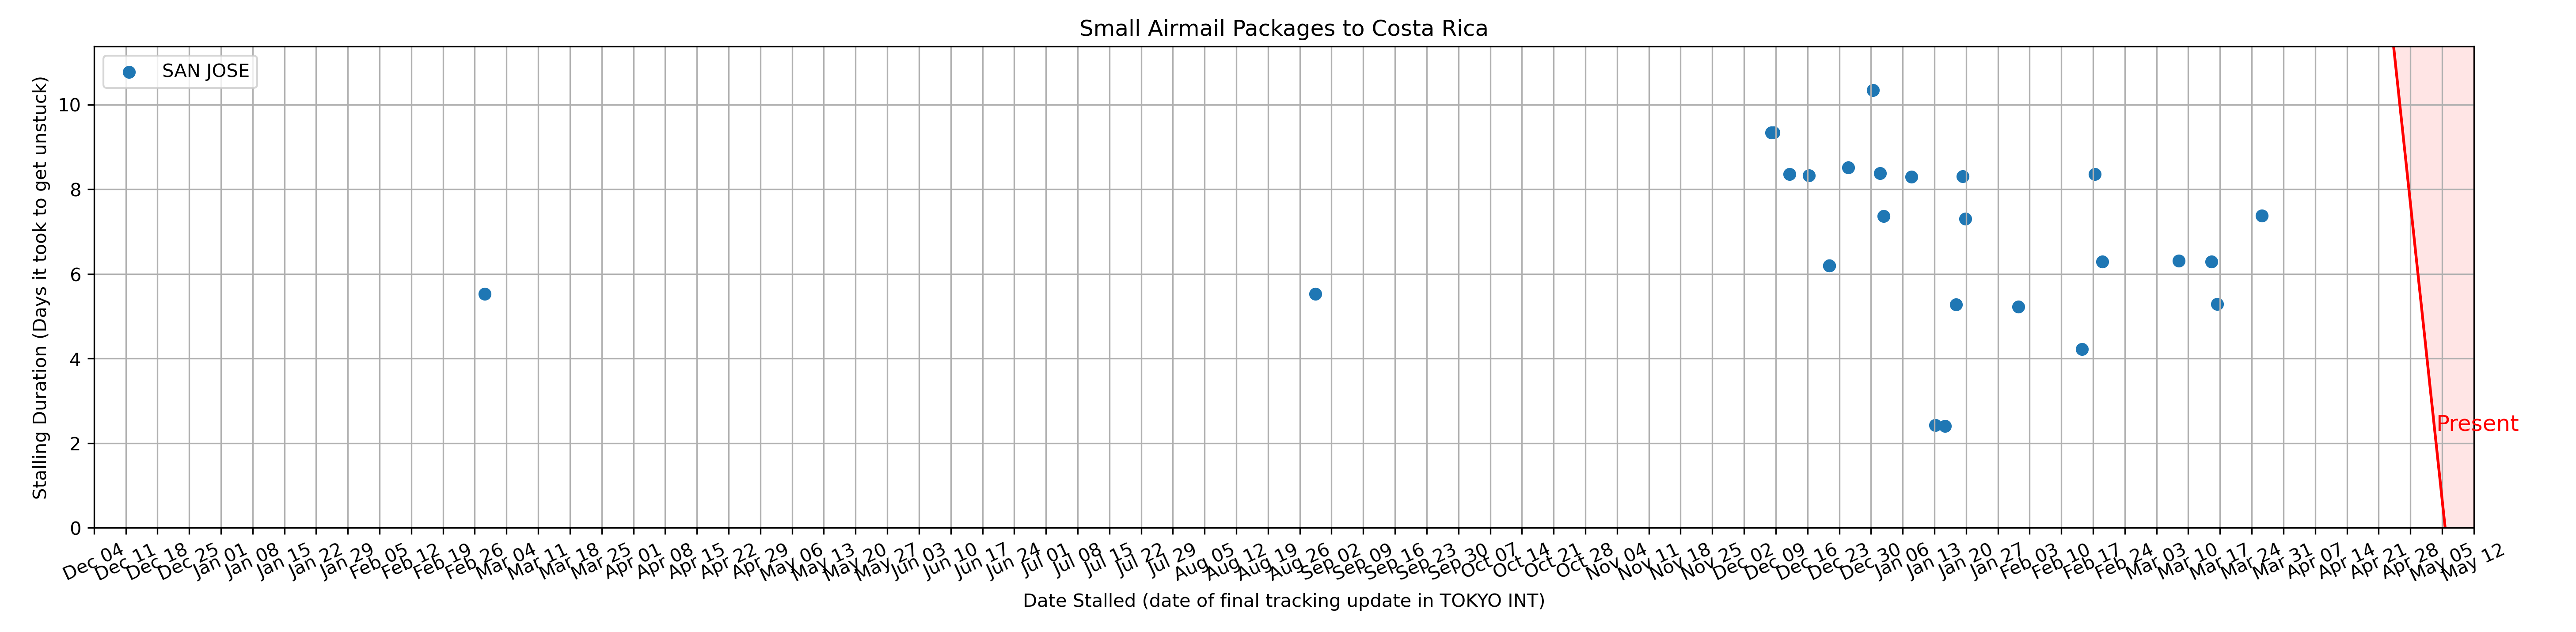 Small Airmail Packages to Costa Rica
SAN JOSE
Stalling Duration (Days it took to get unstuck)
10
8
6
4
2
0
Present
Dec 04
Dec 11
Dec 18
Dec 25
Jan 01
Jan 08
Jan 15
Jan 22
Jan 29
Feb 05
Feb 12
Feb 19
Feb 26
Mar 04
Mar 11
Mar 18
Mar 25
Apr 01
Apr 08
Apr 15
Apr 22
Apr 29
May 06
May 13
May 20
May 27
Jun 03
Jun 10
Jun 17
Jun 24
Jul 01
Jul 08
Jul 15
Jul 22
Jul 29
Aug 05
Aug 12
Aug 19
Aug 26
Sep 02
Sep 09
Sep 16
Sep 23
Sep 30
Oct 07
Oct 14
Oct 21
Oct 28
Nov 04
Nov 11
Nov 18
Nov 25
Dec 02
Dec 09
Dec 16
Dec 23
Dec 30
Jan 06
Jan 13
Jan 20
Jan 27
Feb 03
Feb 10
Feb 17
Feb 24
Mar 03
Mar 10
Mar 17
Mar 24
Mar 31
Apr 07
Apr 14
Apr 21
Apr 28
May 05
May 12
Date Stalled (date of final tracking update in TOKYO INT)